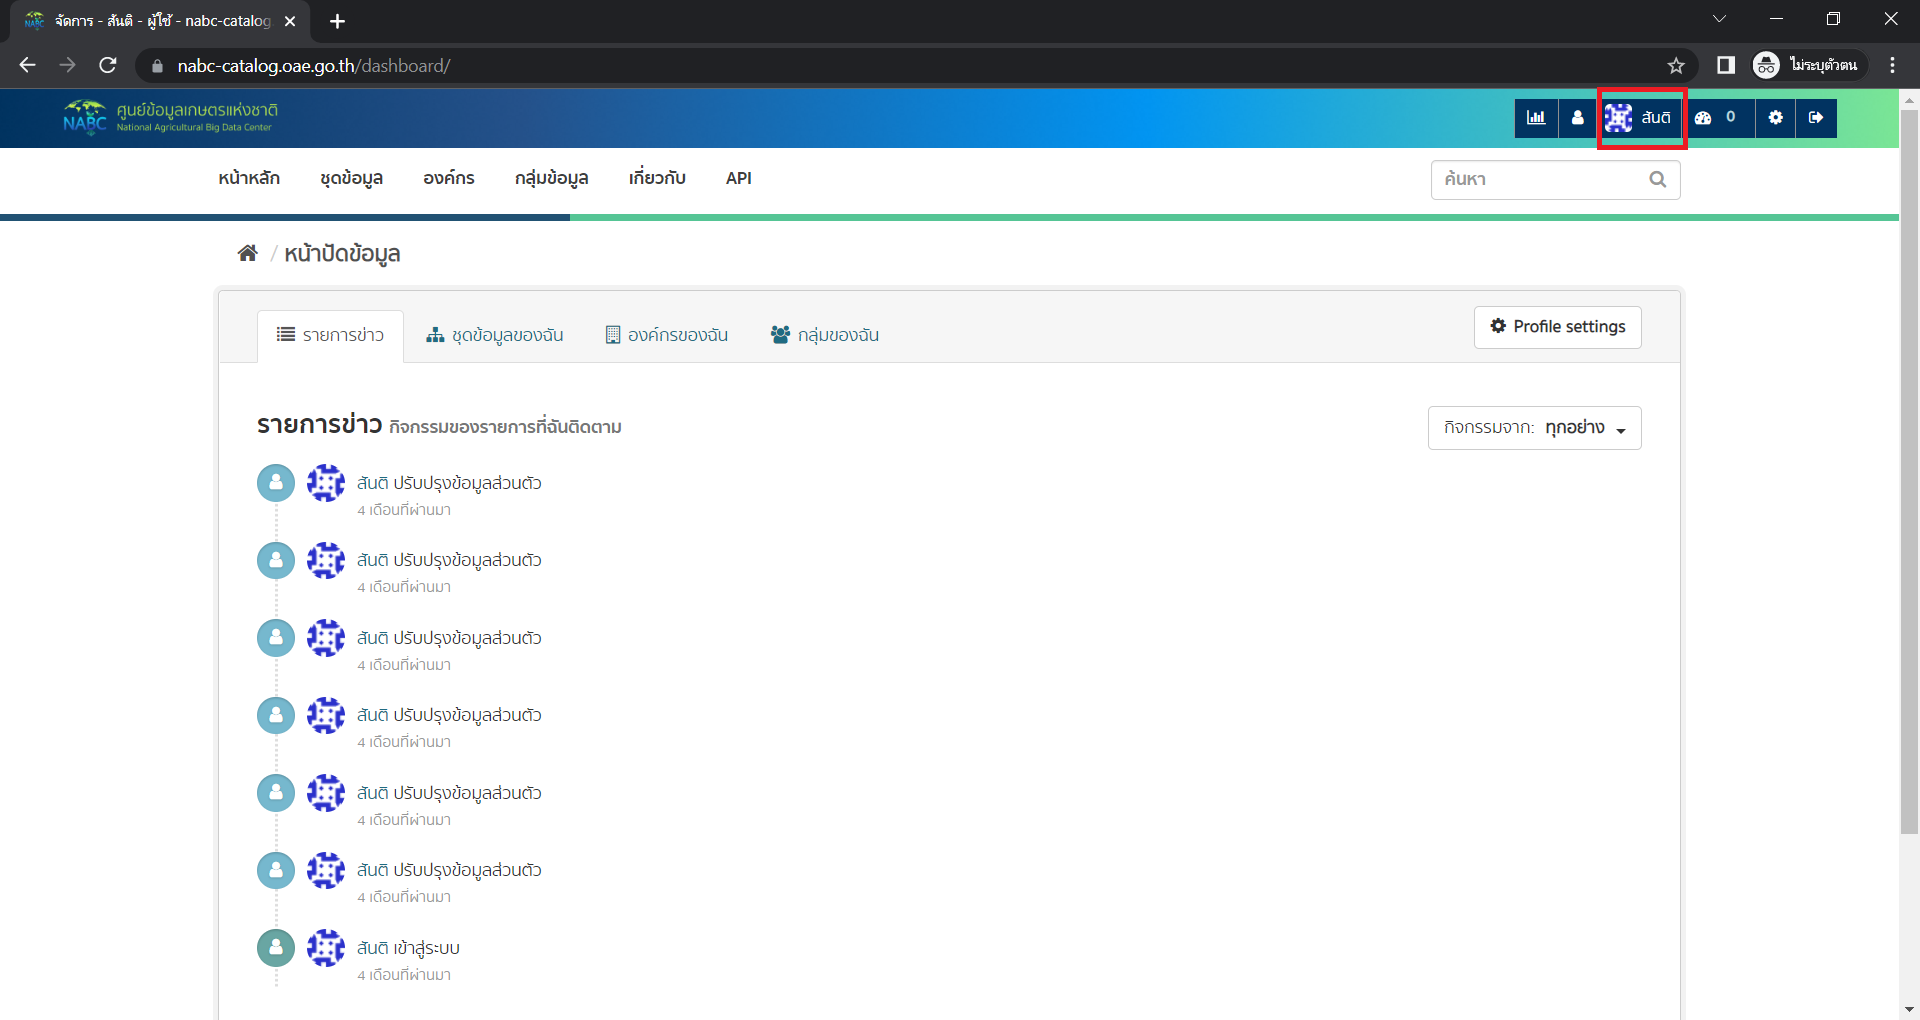 จัดการ - สันติ - ผู้ใช้ - nabc-catalog
nabc-catalog.oae.go.th/dashboard/
ไม่ระบุตัวตน
NABC
ศูนย์ข้อมูลเกษตรแห่งชาติ
National Agricultural Big Data Center
สันติ
0
หน้าหลัก ชุดข้อมูล องค์กร กลุ่มข้อมูล เกี่ยวกับ API
ค้นหา
/ หน้าปัดข้อมูล
รายการข่าว ชุดข้อมูลของฉัน องค์กรของฉัน กลุ่มของฉัน
Profile settings
รายการข่าว กิจกรรมของรายการที่ฉันติดตาม
กิจกรรมจาก: ทุกอย่าง
สันติ ปรับปรุงข้อมูลส่วนตัว
4 เดือนที่ผ่านมา
สันติ ปรับปรุงข้อมูลส่วนตัว
4 เดือนที่ผ่านมา
สันติ ปรับปรุงข้อมูลส่วนตัว
4 เดือนที่ผ่านมา
สันติ ปรับปรุงข้อมูลส่วนตัว
4 เดือนที่ผ่านมา
สันติ ปรับปรุงข้อมูลส่วนตัว
4 เดือนที่ผ่านมา
สันติ ปรับปรุงข้อมูลส่วนตัว
4 เดือนที่ผ่านมา
สันติ เข้าสู่ระบบ
4 เดือนที่ผ่านมา